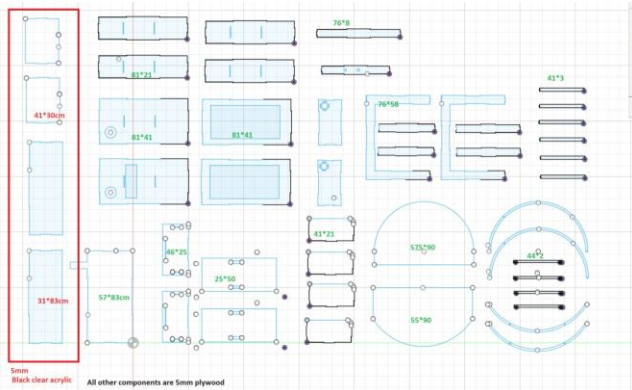 76*8
81*21
41*3
41*30cm
76*58
81*41
81*41
41*21
46*25
575*90
44*2
25*50
31*83cm
57*83cm
55*90
5mm
Black clear acrylic
All other components are 5mm plywood